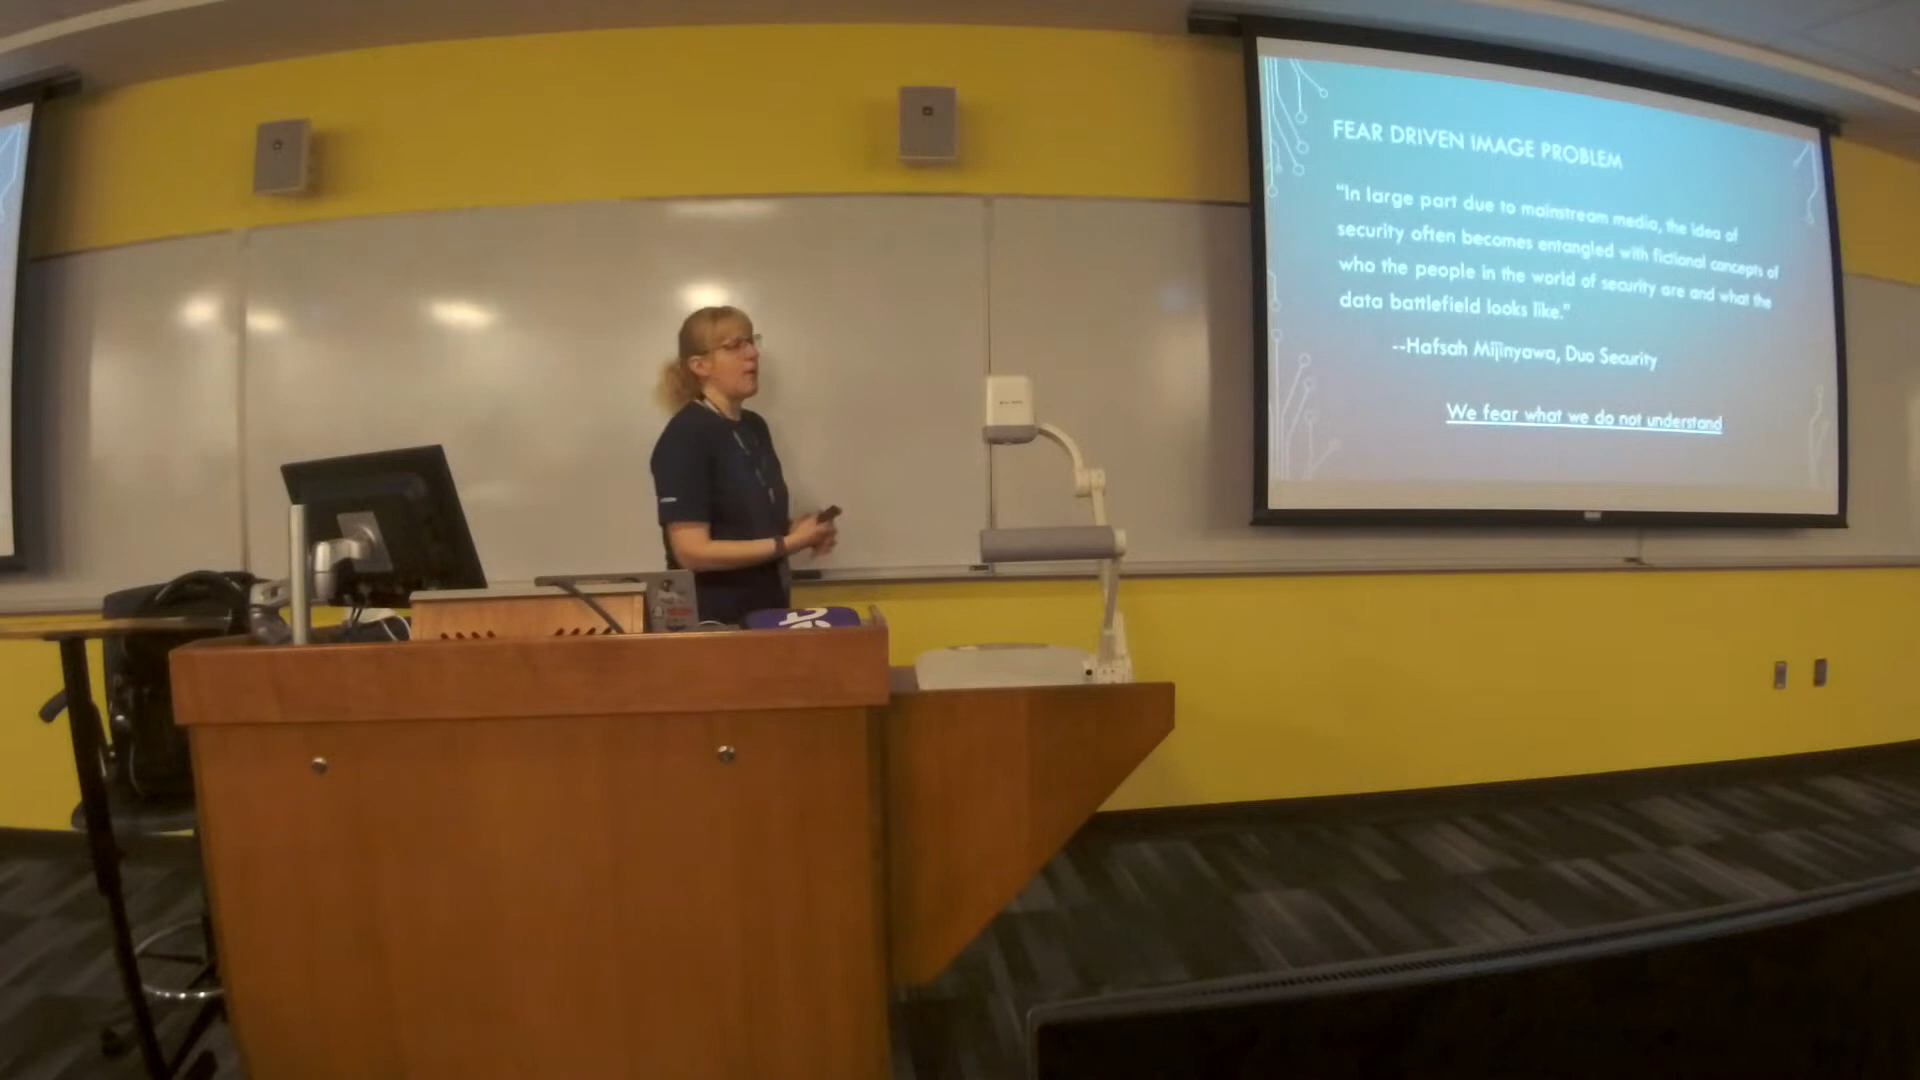 FEAR DRIVEN IMAGE PROBLEM
“In large part due to mainstream media, the idea of
security often becomes entangled with fictional concepts of
who the people in the world of security are and what the
data battlefield looks like.”
--Hafsah Mijinyawa, Duo Security
We fear what we do not understand